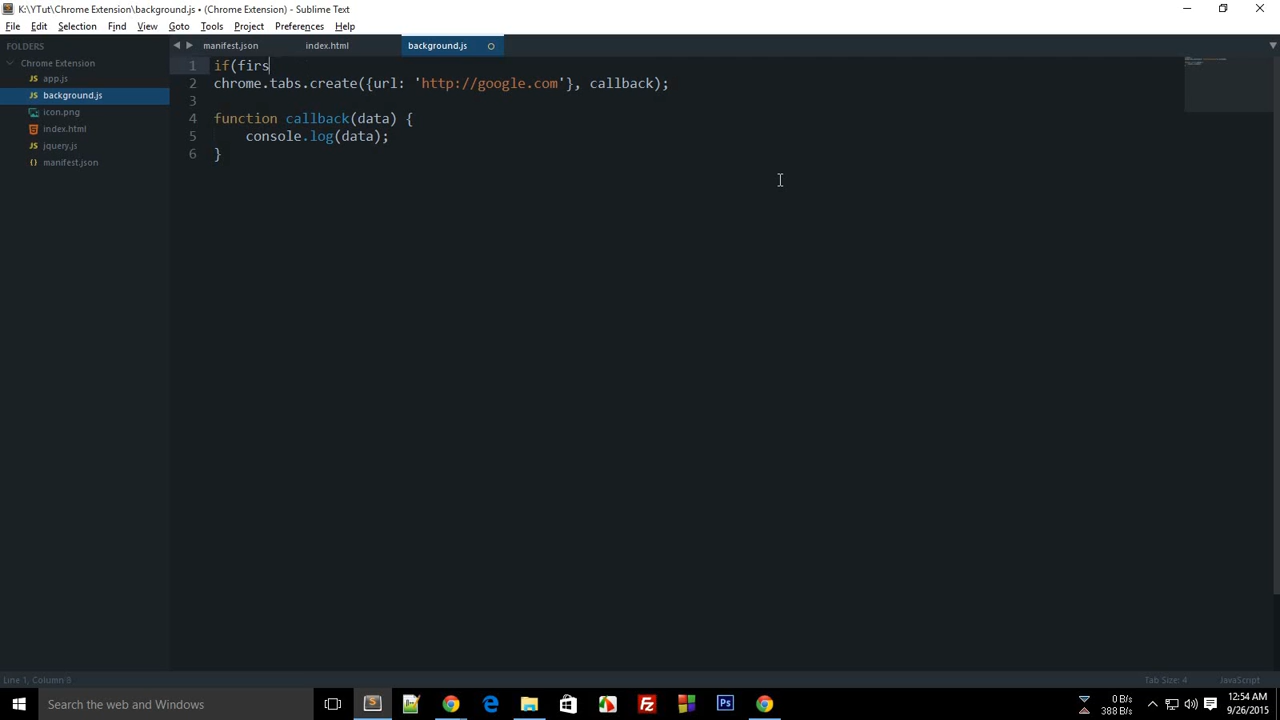 K:\YTut\Chrome Extension\background.js • (Chrome Extension) - Sublime Text
File Edit Selection Find View Goto Tools Project Preferences Help
FOLDERS
Chrome Extension
app.js
background.js
icon.png
index.html
jquery.js
manifest.json
manifest.json index.html background.js
1 if(firs
2 chrome.tabs.create({url: 'http://google.com'}, callback);
3
4 function callback(data) {
5 console.log(data);
6 }
Line 1, Column 8 Tab Size: 4 JavaScript
Search the web and Windows
0 B/s
388 B/s
12:54 AM
9/26/2015